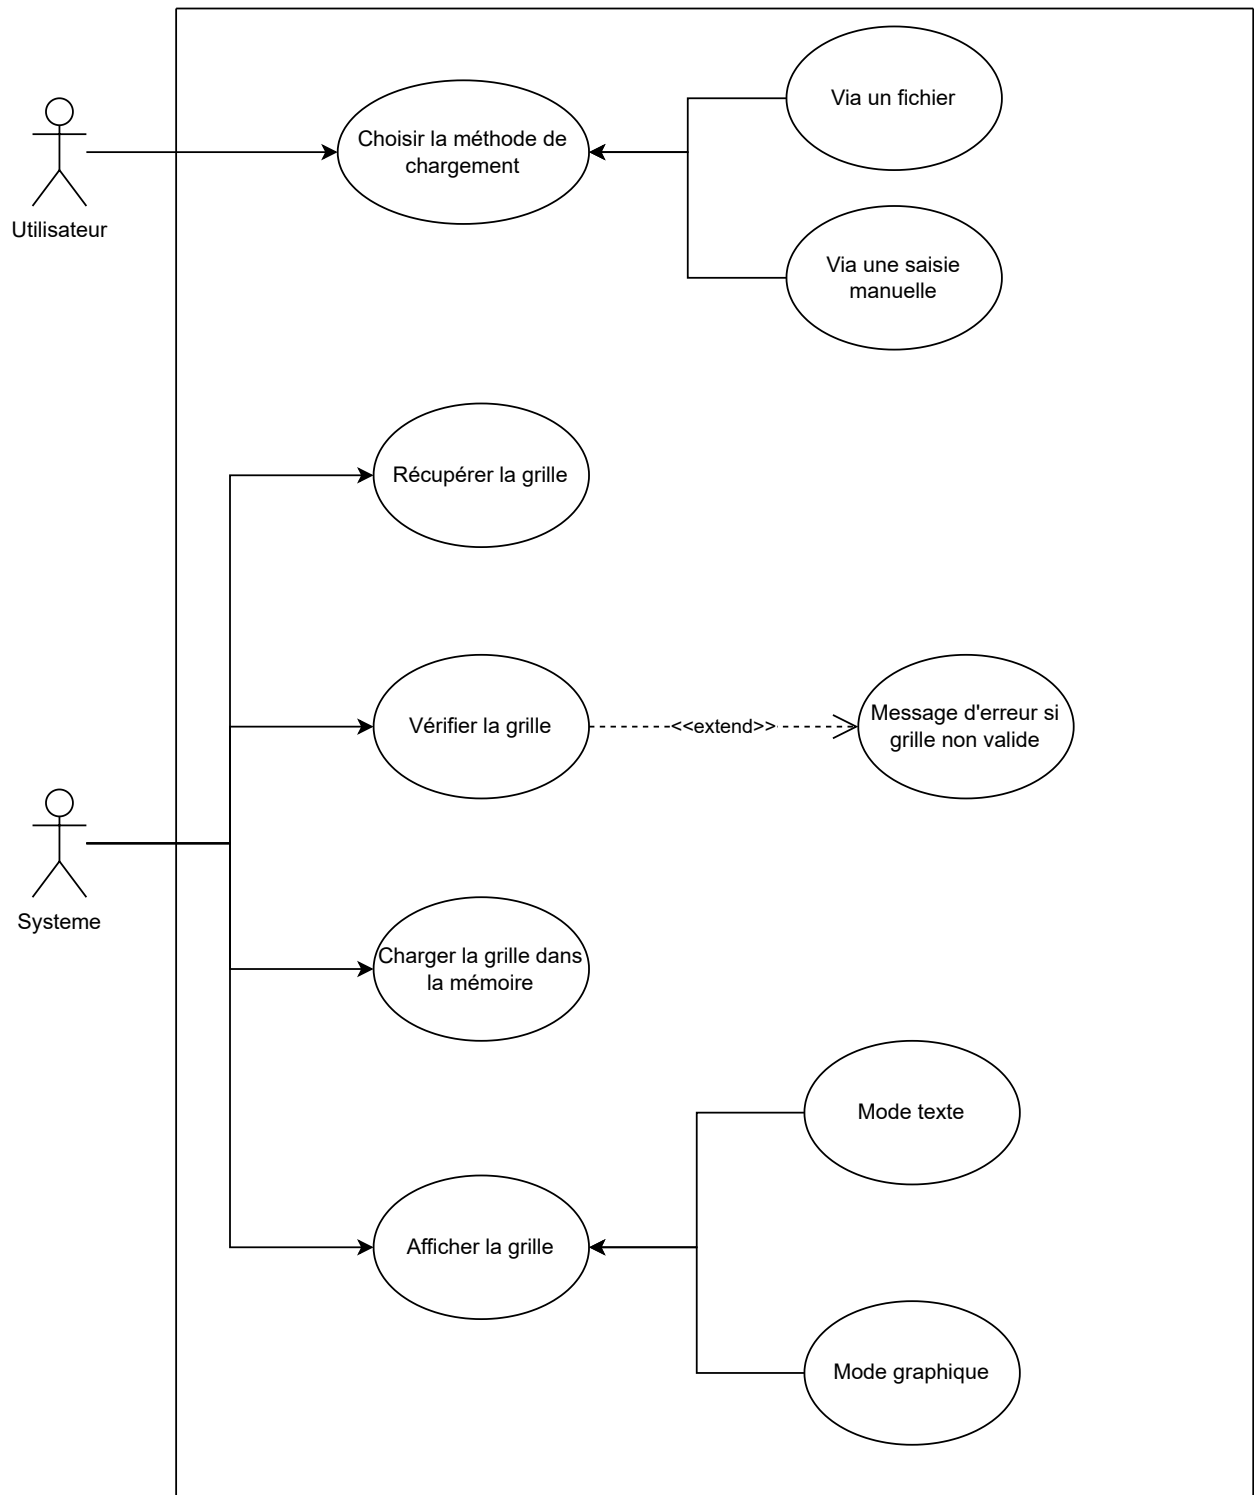 Via un fichier
Choisir la méthode de
chargement
Utilisateur
Via une saisie
manuelle
Récupérer la grille
Vérifier la grille
<<extend>>
Message d'erreur si
grille non valide
Systeme
Charger la grille dans
la mémoire
Mode texte
Afficher la grille
Mode graphique